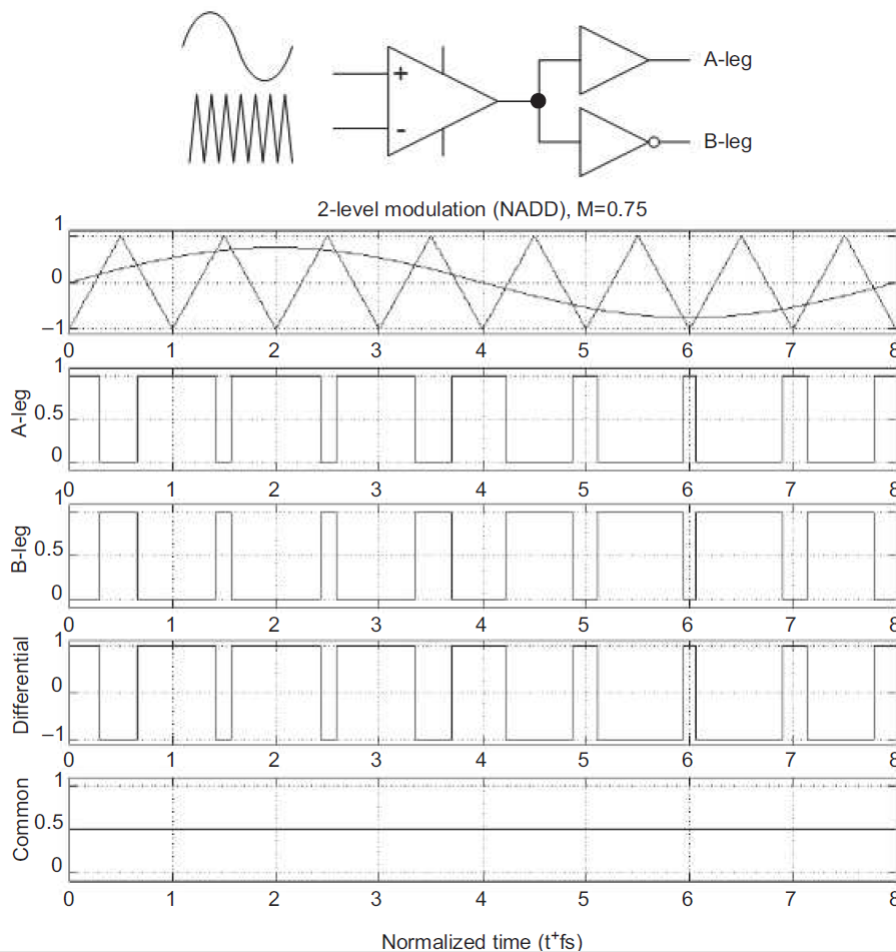 A-leg
+
-
B-leg
2-level modulation (NADD), M=0.75
1
0
–1
0 1 2 3 4 5 6 7 8
A-leg
1
0.5
0
0 1 2 3 4 5 6 7 8
B-leg
1
0.5
0
0 1 2 3 4 5 6 7 8
Differential
1
0
–1
0 1 2 3 4 5 6 7 8
Common
1
0.5
0
0 1 2 3 4 5 6 7 8
Normalized time (t+fs)